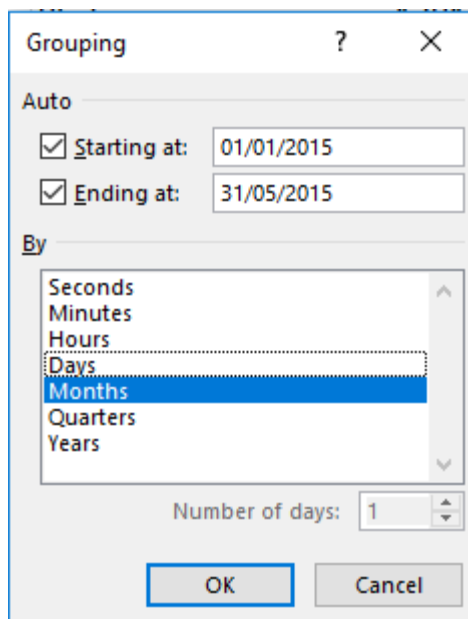 Grouping ? ×
Auto
Starting at: 01/01/2015
Ending at: 31/05/2015
By
Seconds
Minutes
Hours
Days
Months
Quarters
Years
Number of days: 1
OK Cancel